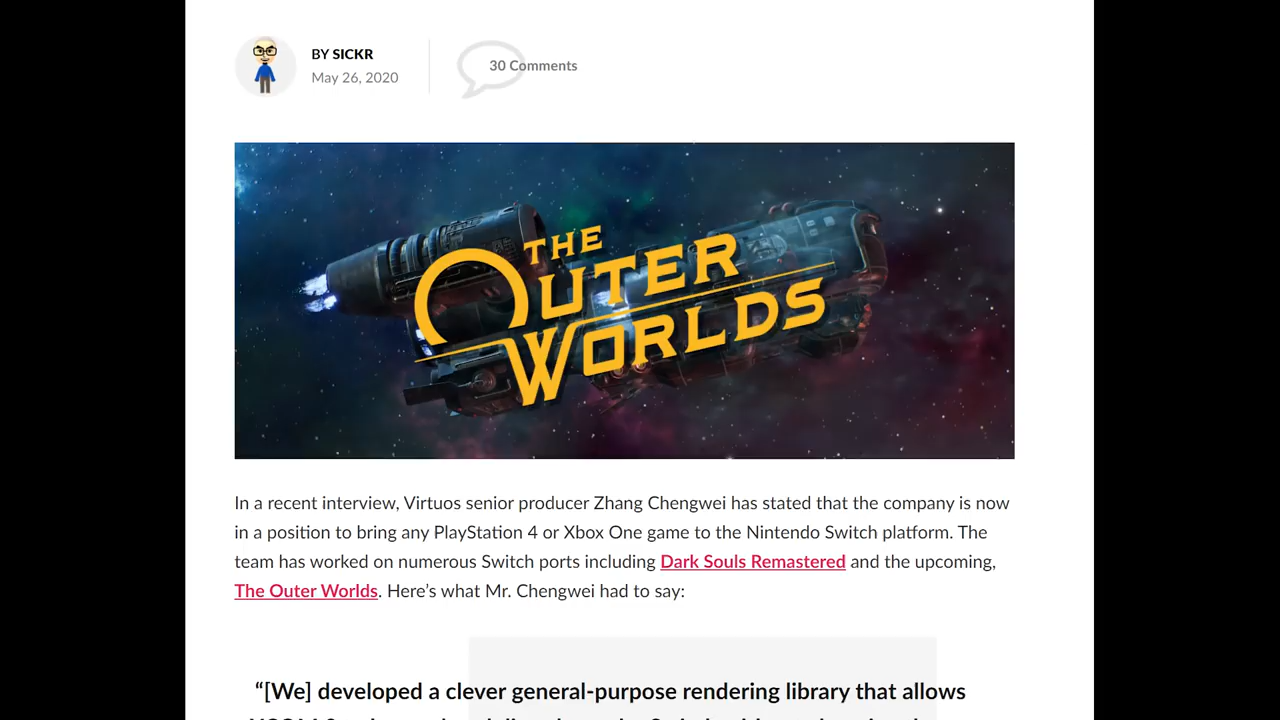 BY SICKR
May 26, 2020
30 Comments
THE
OUTER
WORLDS
In a recent interview, Virtuos senior producer Zhang Chengwei has stated that the company is now
in a position to bring any PlayStation 4 or Xbox One game to the Nintendo Switch platform. The
team has worked on numerous Switch ports including Dark Souls Remastered and the upcoming,
The Outer Worlds. Here’s what Mr. Chengwei had to say:
“[We] developed a clever general-purpose rendering library that allows